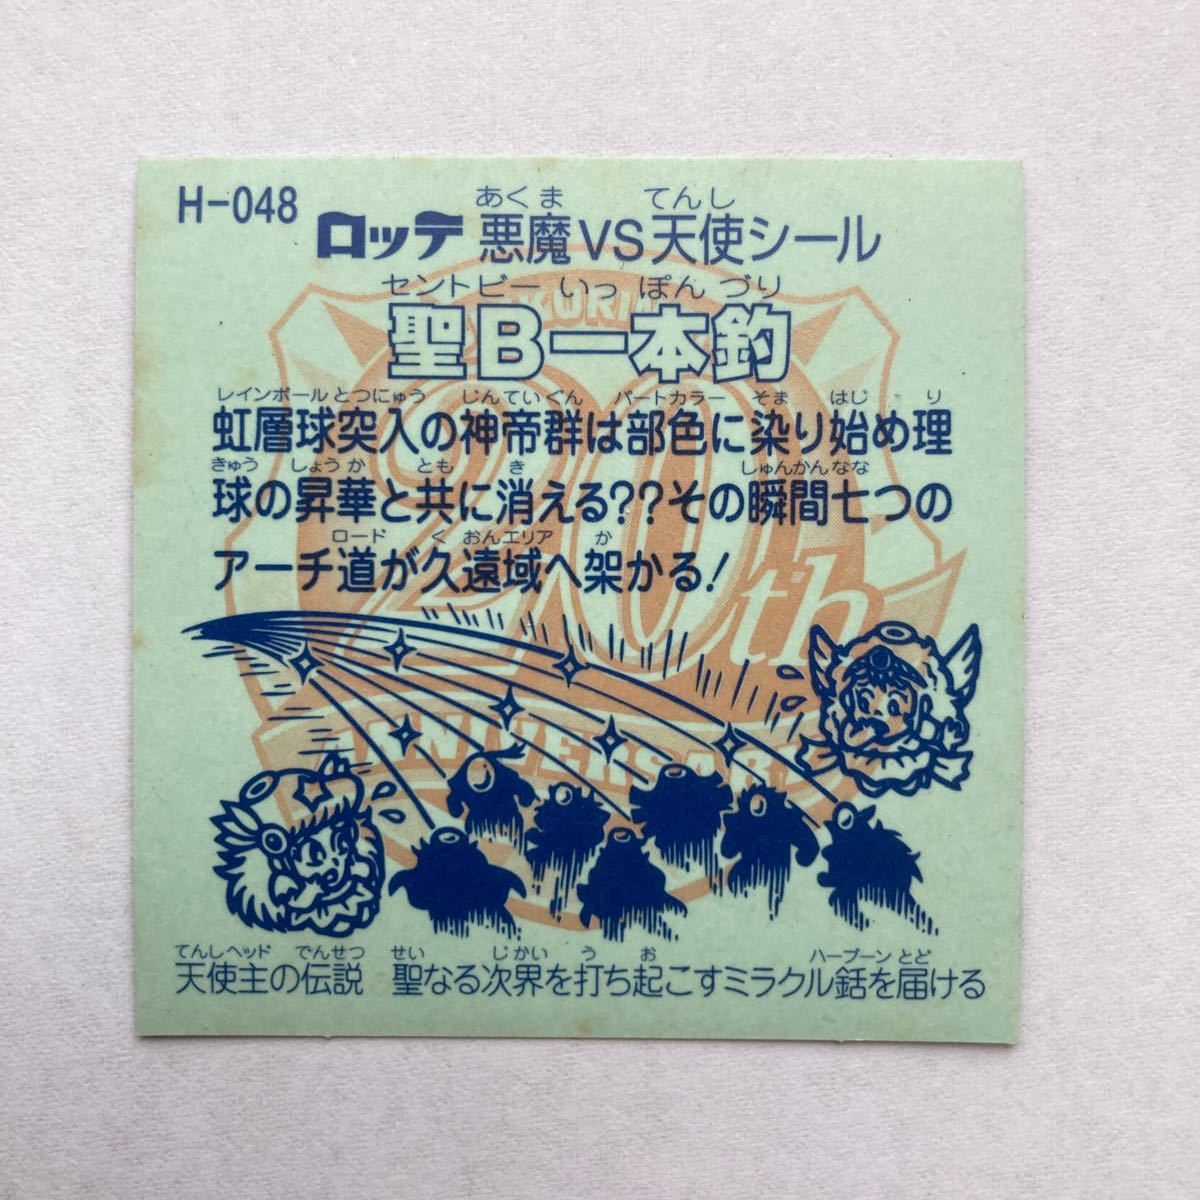 H-048
あくま てんし
ロッテ 悪魔VS天使シール
セントビー いっ ぽん づり
聖B一本釣
レインボールとつにゅう じんていぐん パートカラー そま はじ り
虹層球突入の神帝群は部色に染り始め理
きゅう しょうか とも き しゅんかんなな
球の昇華と共に消える??その瞬間七つの
ロード く おんエリア か
アーチ道が久遠域へ架かる!
20th
ANNIVERSARY
てんしヘッド でんせつ せい じかい う お ハープーン とど
天使主の伝説 聖なる次界を打ち起こすミラクル銛を届ける